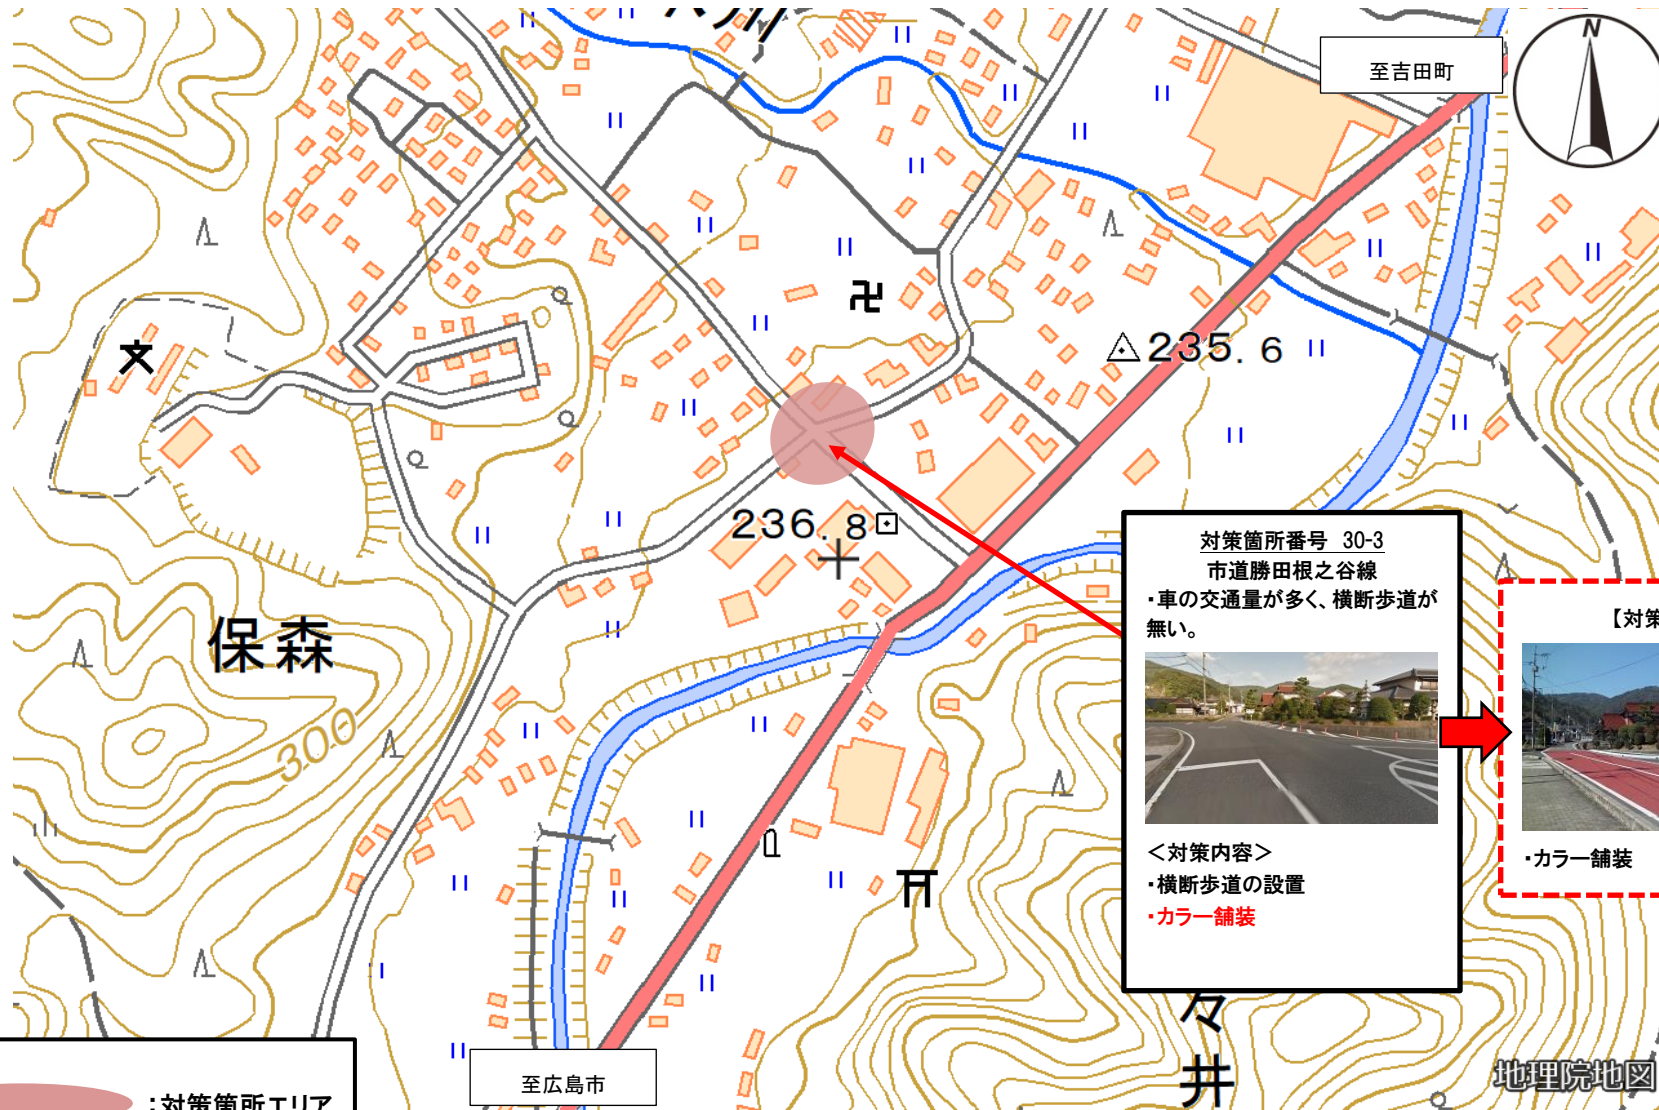 至吉田町
N
235.6
236.8
保森
300
対策箇所番号 30-3
市道勝田根之谷線
・車の交通量が多く、横断歩道が
無い。
＜対策内容＞
・横断歩道の設置
・カラー舗装
【対策
・カラー舗装
々井
至広島市
：対策箇所エリア
地理院地図